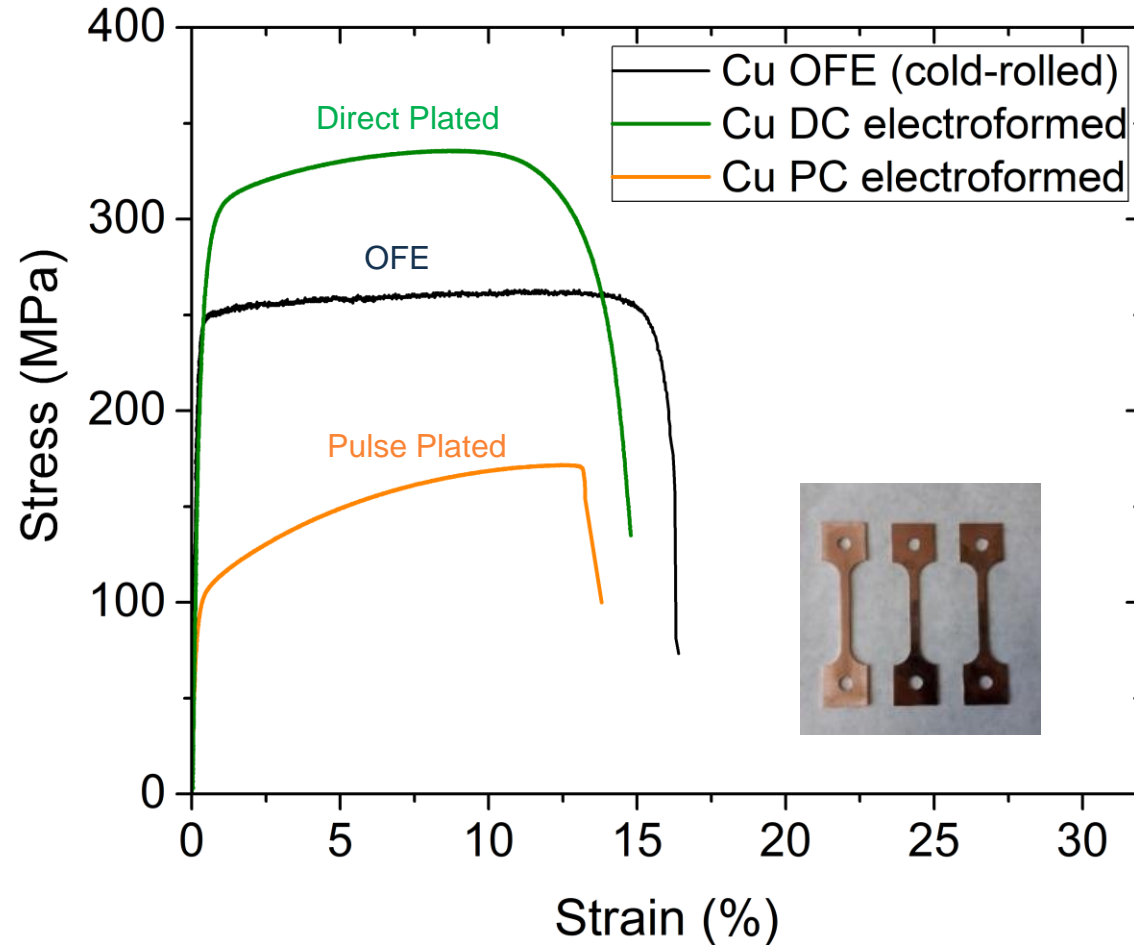 400
300
200
100
0
Stress (MPa)
Cu OFE (cold-rolled)
Cu DC electroformed
Cu PC electroformed
Direct Plated
OFE
Pulse Plated
0 5 10 15 20 25 30
Strain (%)